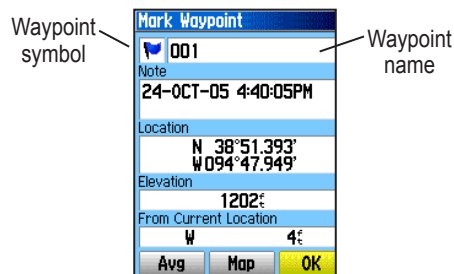 Mark Waypoint
Waypoint
symbol
001
Waypoint
name
Note
24-OCT-05 4:40:05PM
Location
N 38°51.393'
W094°47.949'
Elevation
1202ft
From Current Location
W 4ft
Avg Map OK